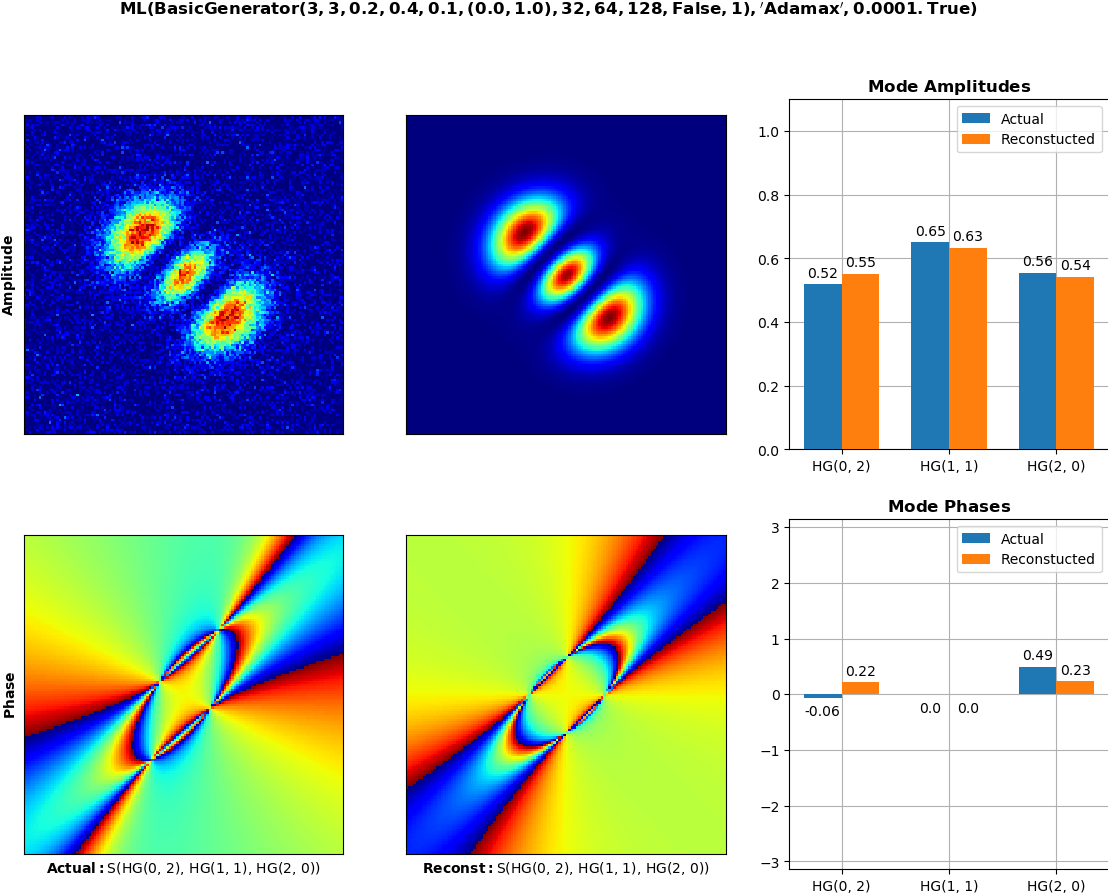 ML(BasicGenerator(3, 3, 0.2, 0.4, 0.1, (0.0, 1.0), 32, 64, 128, False, 1), ′Adamax′, 0.0001. True)
Amplitude
Mode Amplitudes
Actual
Reconstucted
1.0
0.8
0.6
0.4
0.2
0.0
0.52
0.55
0.65
0.63
0.56
0.54
HG(0, 2)
HG(1, 1)
HG(2, 0)
Phase
Actual: S(HG(0, 2), HG(1, 1), HG(2, 0))
Reconst: S(HG(0, 2), HG(1, 1), HG(2, 0))
Mode Phases
Actual
Reconstucted
3
2
1
0
−1
−2
−3
-0.06
0.22
0.0
0.0
0.49
0.23
HG(0, 2)
HG(1, 1)
HG(2, 0)